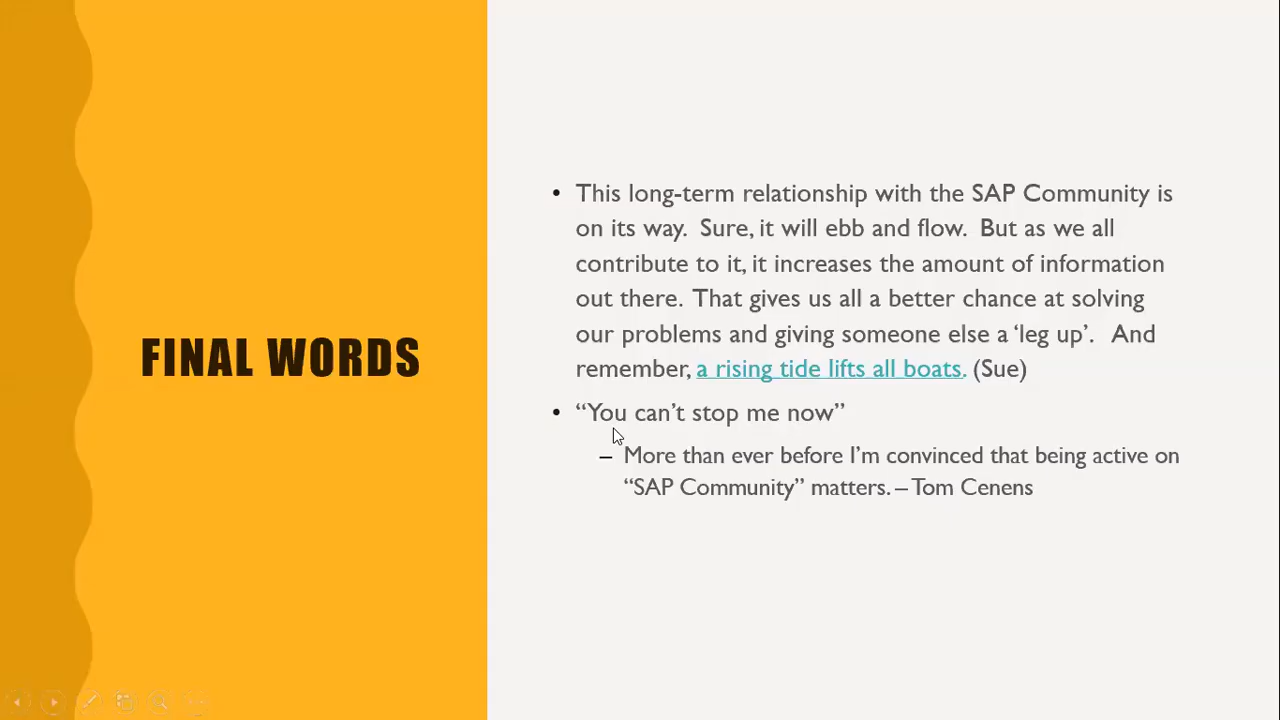 FINAL WORDS
• This long-term relationship with the SAP Community is
on its way.  Sure, it will ebb and flow.  But as we all
contribute to it, it increases the amount of information
out there.  That gives us all a better chance at solving
our problems and giving someone else a ‘leg up’.   And
remember, a rising tide lifts all boats. (Sue)
• “You can’t stop me now”
– More than ever before I’m convinced that being active on
“SAP Community” matters. – Tom Cenens